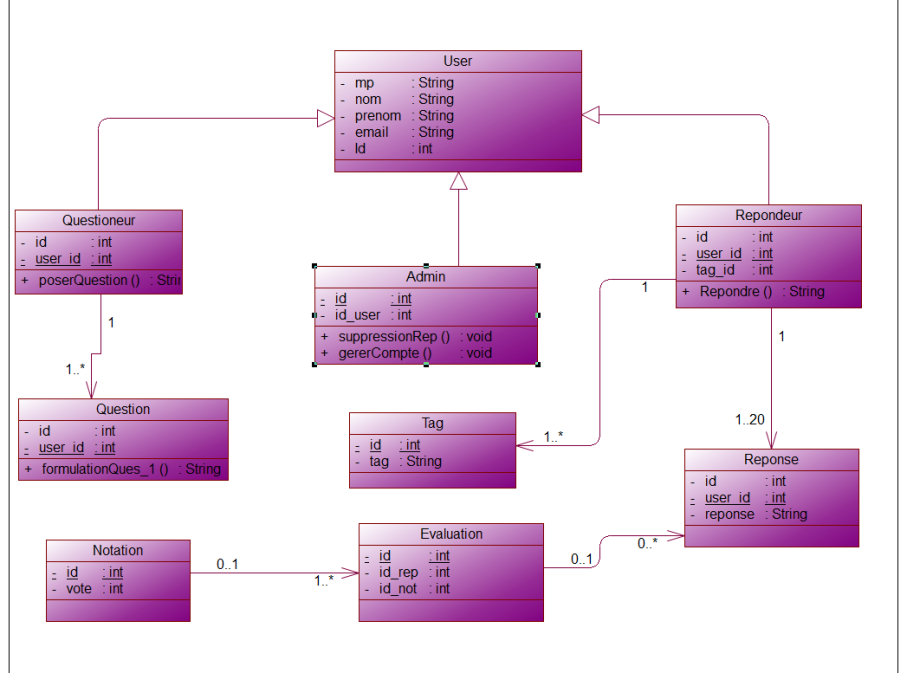 User
- mp : String
- nom : String
- prenom : String
- email : String
- Id : int
Questioneur
- id : int
- user_id : int
+ poserQuestion () : Strin
Admin
- id : int
- id_user : int
+ suppressionRep () : void
+ gererCompte () : void
Repondeur
- id : int
- user_id : int
- tag_id : int
+ Repondre () : String
1
1..*
1
1..*
1
1..20
Question
- id : int
- user_id : int
+ formulationQues_1 () : String
Tag
- id : int
- tag : String
Reponse
- id : int
- user_id : int
- reponse : String
Notation
- id : int
- vote : int
0..1
1..*
Evaluation
- id : int
- id_rep : int
- id_not : int
0..1
0..*